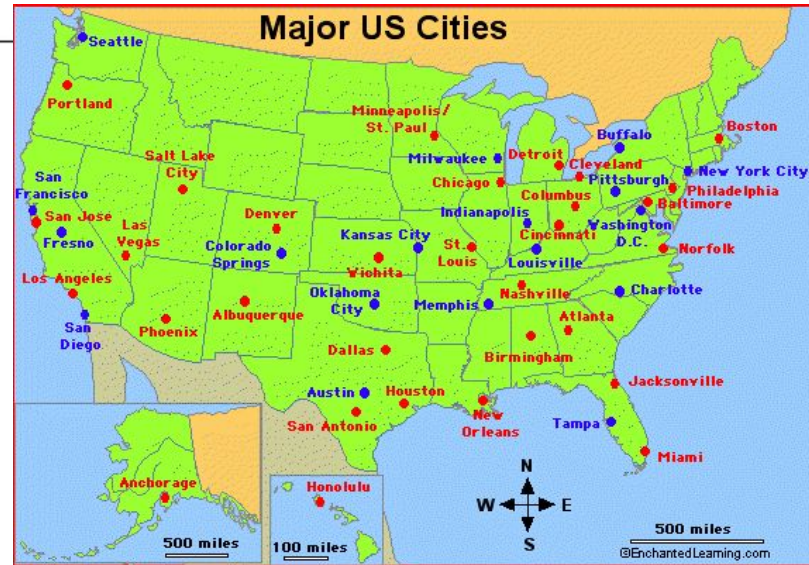 Major US Cities
Seattle
Portland
Minneapolis/
St. Paul
Milwaukee
Detroit
Buffalo
Boston
Cleveland
New York City
Chicago
Pittsburgh
Philadelphia
Salt Lake
City
Columbus
Baltimore
San
Francisco
San Jose
Fresno
Las
Vegas
Denver
Colorado
Springs
Kansas City
Wichita
St.
Louis
Indianapolis
Cincinnati
Louisville
Washington
D.C.
Norfolk
Los Angeles
San
Diego
Phoenix
Albuquerque
Oklahoma
City
Memphis
Nashville
Charlotte
Atlanta
Birmingham
Dallas
Austin
Houston
San Antonio
New
Orleans
Jacksonville
Tampa
Miami
Anchorage
500 miles
Honolulu
100 miles
N
W
E
S
500 miles
©EnchantedLearning.com